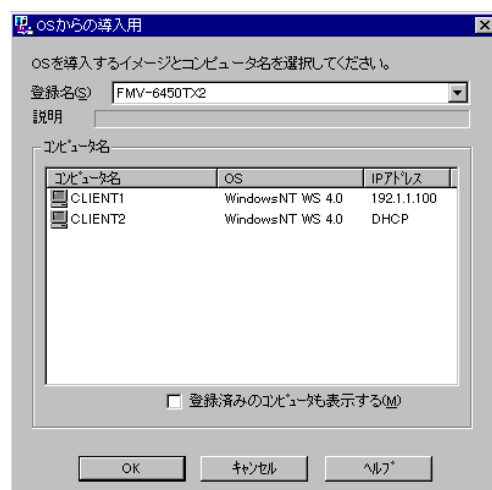 OSからの導入用
OSを導入するイメージとコンピュータ名を選択してください。
登録名(S) FMV-6450TX2
説明
コンピュータ名
コンピュータ名 OS IPアドレス
CLIENT1 WindowsNT WS 4.0 192.1.1.100
CLIENT2 WindowsNT WS 4.0 DHCP
登録済みのコンピュータも表示する(M)
OK キャンセル ヘルプ